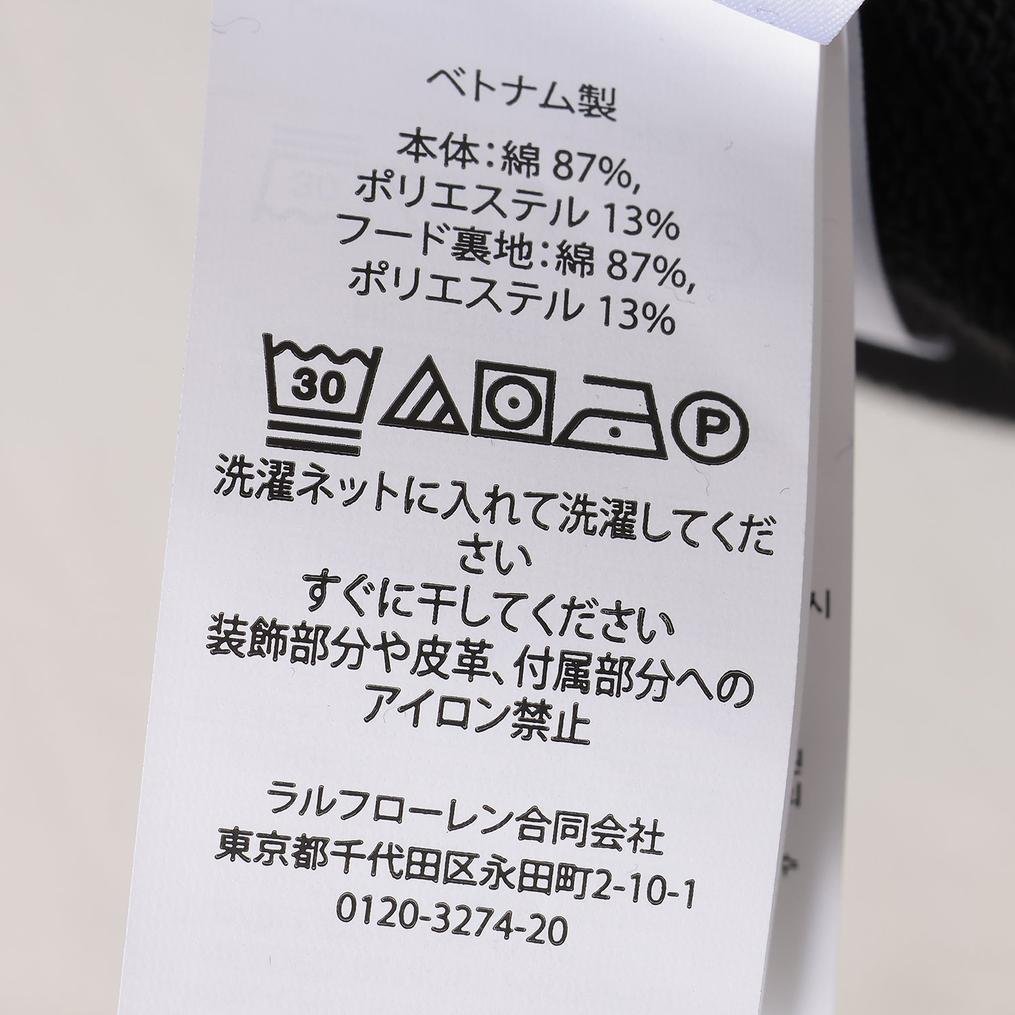 ベトナム製
本体：綿 87%,
ポリエステル 13%
フード裏地：綿 87%,
ポリエステル 13%
30 P
洗濯ネットに入れて洗濯してくだ
さい
すぐに干してください
装飾部分や皮革、付属部分への
アイロン禁止
ラルフローレン合同会社
東京都千代田区永田町2-10-1
0120-3274-20